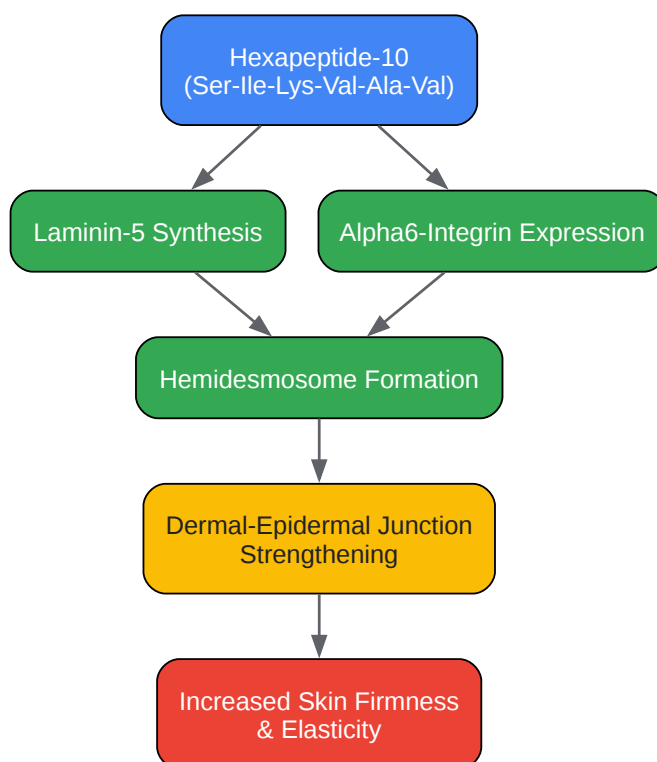 Hexapeptide-10
(Ser-Ile-Lys-Val-Ala-Val)
Laminin-5 Synthesis
Alpha6-Integrin Expression
Hemidesmosome Formation
Dermal-Epidermal Junction
Strengthening
Increased Skin Firmness
& Elasticity